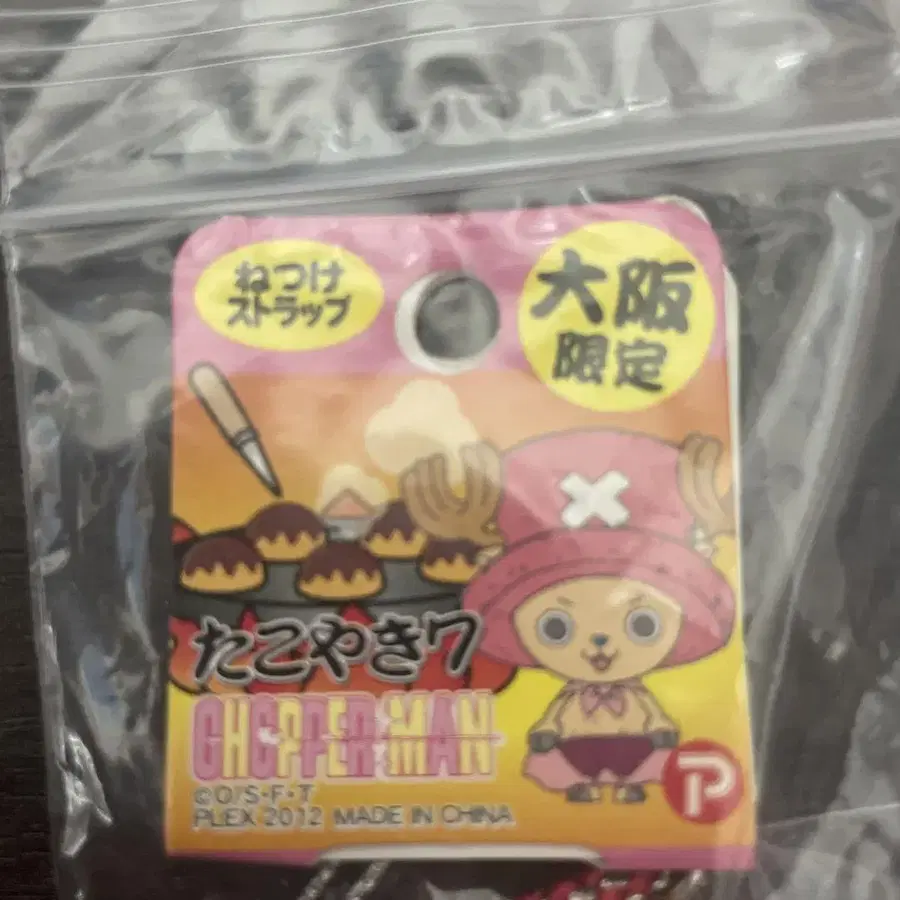 ねつけ
ストラップ
大阪
限定
たこやき7
CHOPPER MAN
©O/S・F・T
PLEX 2012 MADE IN CHINA
P